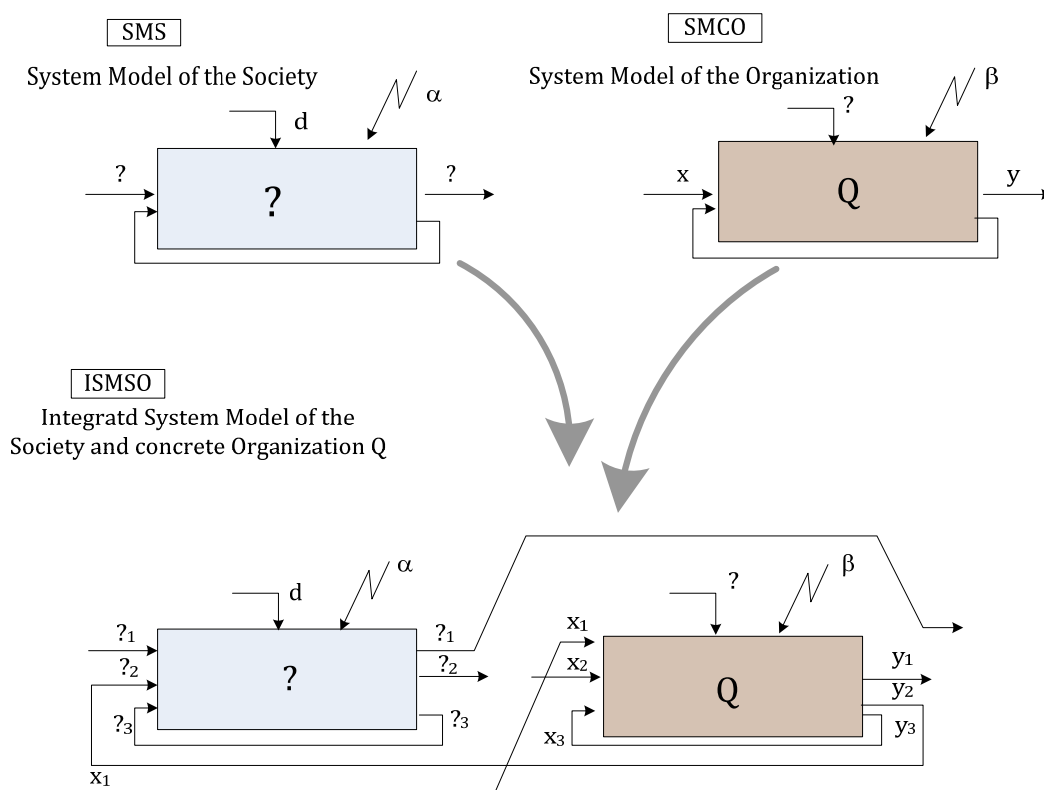 SMS
System Model of the Society
α
d
?
?
?
SMCO
System Model of the Organization
β
?
x
Q
y
ISMSO
Integratd System Model of the
Society and concrete Organization Q
α
d
?1
?2
?3
?
?1
?2
?3
x1
β
?
x1
x2
x3
Q
y1
y2
y3